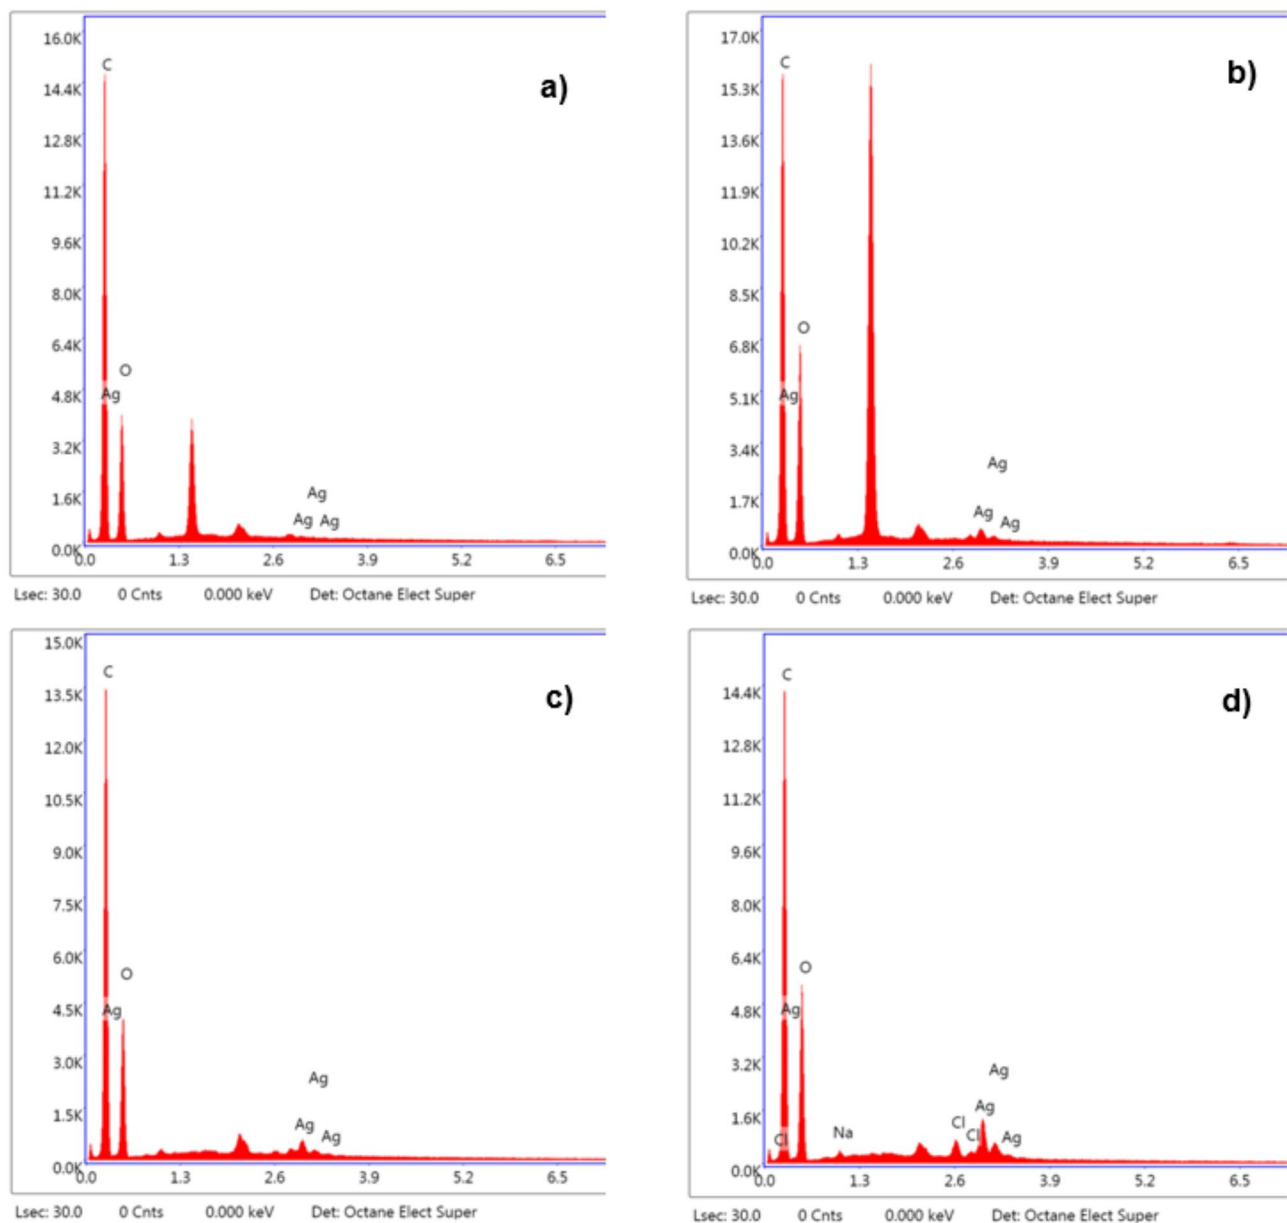 16.0K
C
a)
14.4K
12.8K
11.2K
9.6K
8.0K
6.4K
O
4.8K
Ag
3.2K
1.6K
Ag
Ag Ag
0.0K
0.0 1.3 2.6 3.9 5.2 6.5
Lsec: 30.0 0 Cnts 0.000 keV Det: Octane Elect Super
17.0K
C
b)
15.3K
13.6K
11.9K
10.2K
8.5K
O
6.8K
5.1K
Ag
3.4K
Ag
1.7K
Ag
Ag
0.0K
0.0 1.3 2.6 3.9 5.2 6.5
Lsec: 30.0 0 Cnts 0.000 keV Det: Octane Elect Super
15.0K
C
13.5K
c)
12.0K
10.5K
9.0K
7.5K
6.0K
O
4.5K
Ag
3.0K
Ag
1.5K
Ag
Ag
0.0K
0.0 1.3 2.6 3.9 5.2 6.5
Lsec: 30.0 0 Cnts 0.000 keV Det: Octane Elect Super
C
14.4K
d)
12.8K
11.2K
9.6K
8.0K
6.4K
O
4.8K
Ag
3.2K
Ag
1.6K
Ag
Cl
Na
Cl
Cl
Ag
0.0K
0.0 1.3 2.6 3.9 5.2 6.5
Lsec: 30.0 0 Cnts 0.000 keV Det: Octane Elect Super